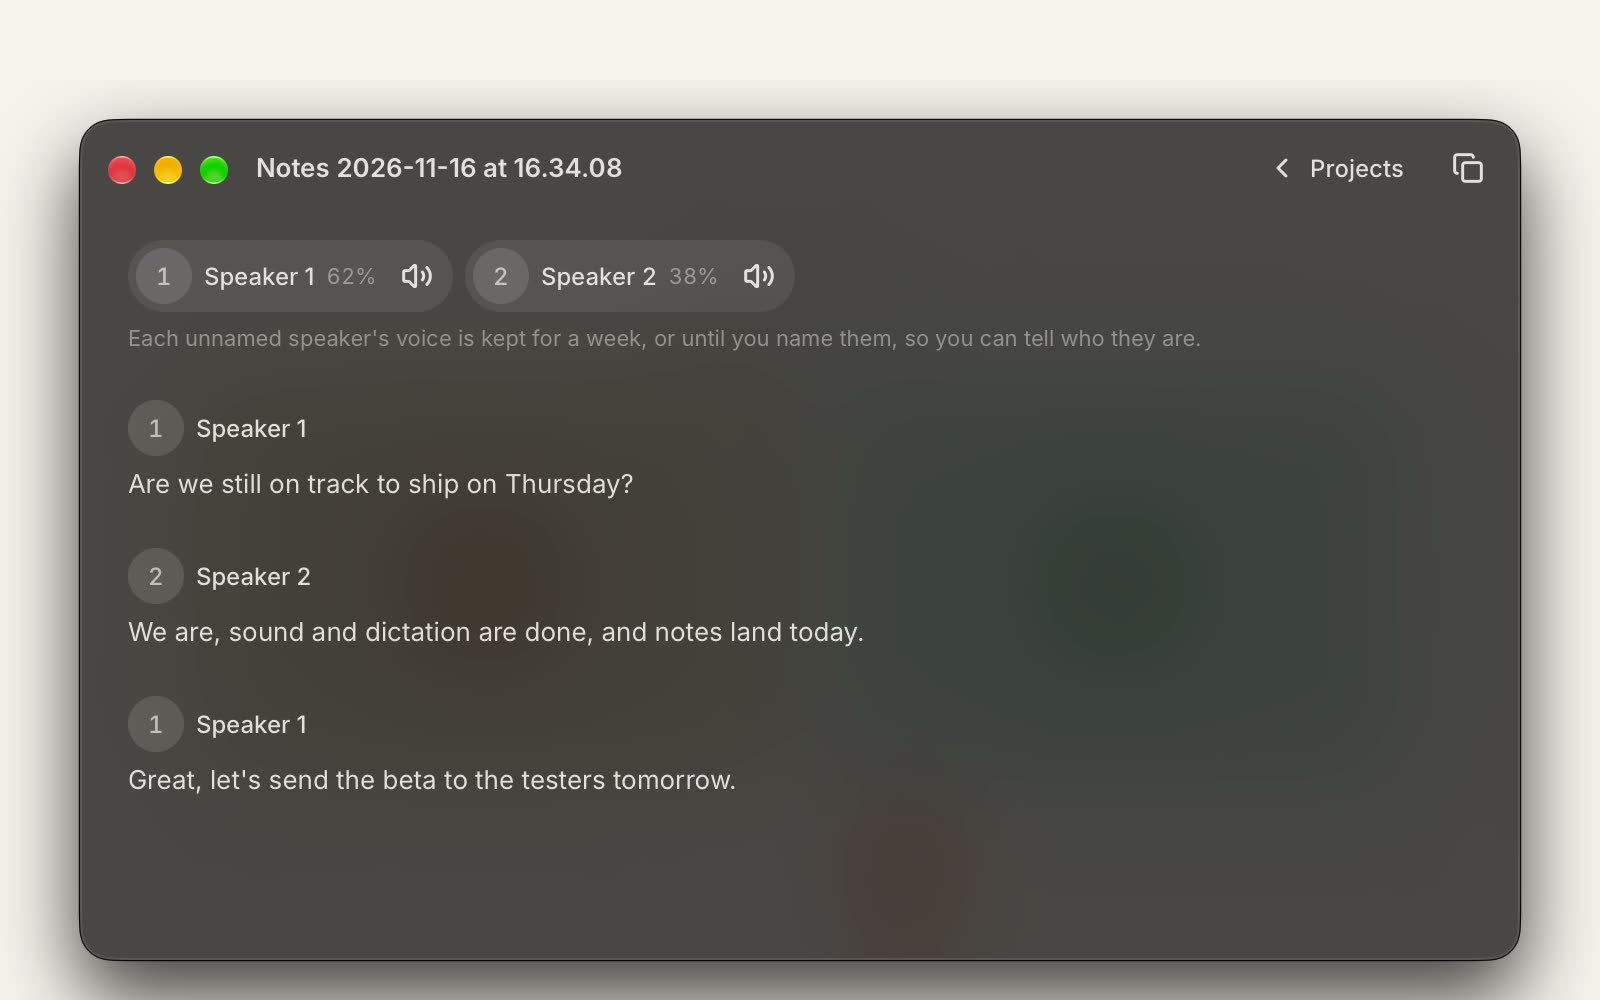 Notes 2026-11-16 at 16.34.08
Projects
1 Speaker 1 62%
2 Speaker 2 38%
Each unnamed speaker's voice is kept for a week, or until you name them, so you can tell who they are.
1 Speaker 1
Are we still on track to ship on Thursday?
2 Speaker 2
We are, sound and dictation are done, and notes land today.
1 Speaker 1
Great, let's send the beta to the testers tomorrow.